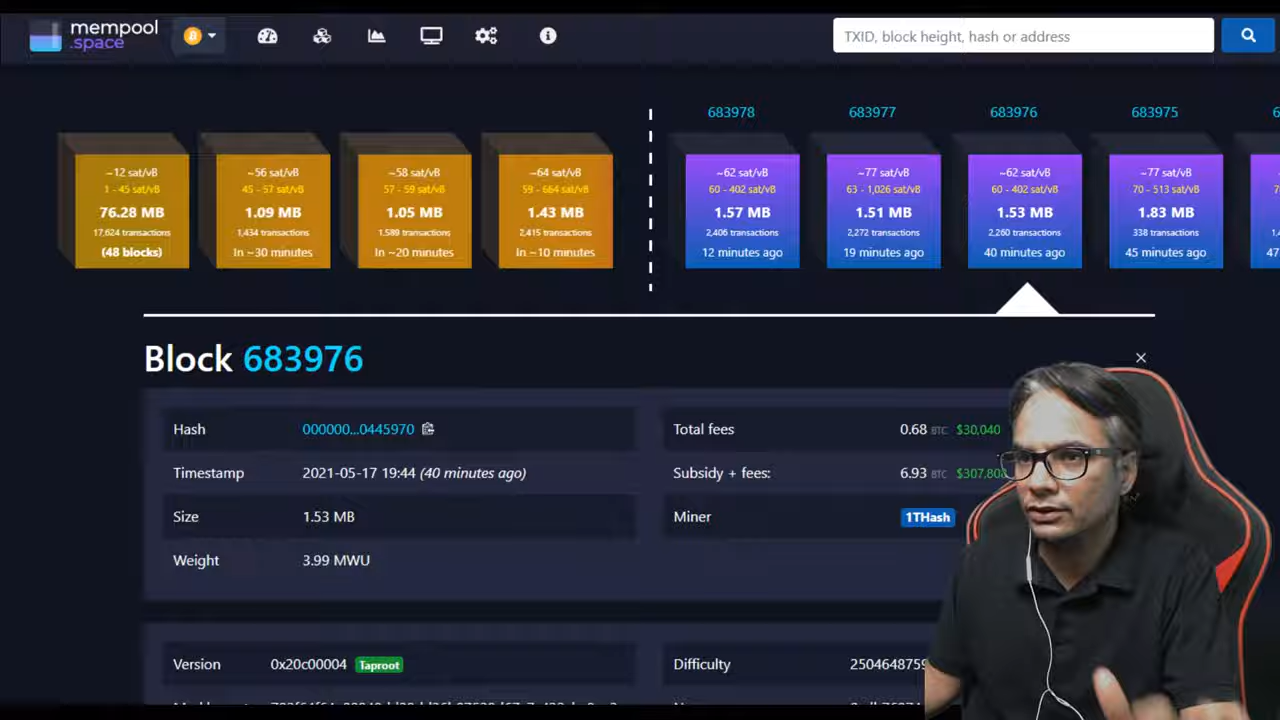 mempool
.space
TXID, block height, hash or address
683978 683977 683976 683975
~12 sat/vB
1 - 45 sat/vB
76.28 MB
17,624 transactions
(48 blocks)
~56 sat/vB
45 - 57 sat/vB
1.09 MB
1,434 transactions
In ~30 minutes
~58 sat/vB
57 - 59 sat/vB
1.05 MB
1,589 transactions
In ~20 minutes
~64 sat/vB
59 - 664 sat/vB
1.43 MB
2,415 transactions
In ~10 minutes
~62 sat/vB
60 - 402 sat/vB
1.57 MB
2,406 transactions
12 minutes ago
~77 sat/vB
63 - 1,026 sat/vB
1.51 MB
2,272 transactions
19 minutes ago
~62 sat/vB
60 - 402 sat/vB
1.53 MB
2,260 transactions
40 minutes ago
~77 sat/vB
70 - 513 sat/vB
1.83 MB
338 transactions
45 minutes ago
Block 683976
Hash 000000...0445970
Timestamp 2021-05-17 19:44 (40 minutes ago)
Size 1.53 MB
Weight 3.99 MWU
Total fees 0.68 BTC $30,040
Subsidy + fees: 6.93 BTC $307,808
Miner 1THash
Version 0x20c00004 Taproot
Difficulty 2504648759